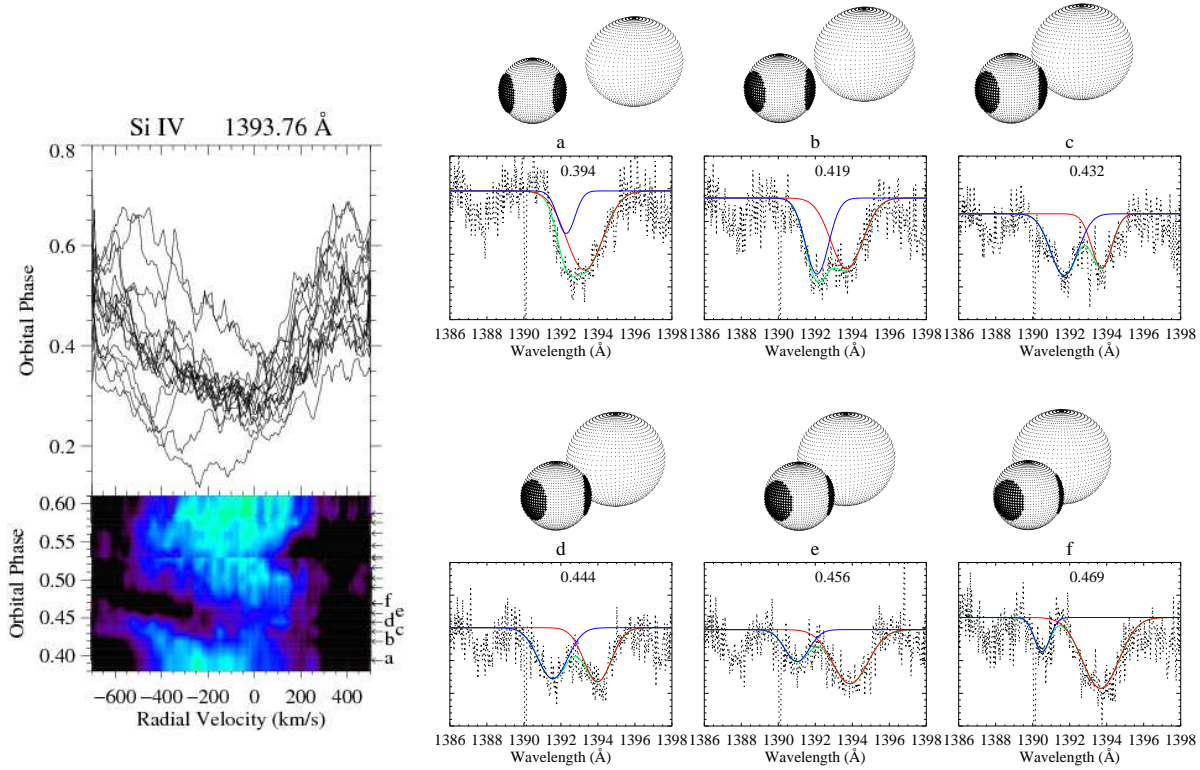 Si IV 1393.76 Å
0.8
0.6
0.4
0.2
Orbital Phase
0.60
0.55
0.50
0.45
0.40
Orbital Phase
f
e
d
c
b
a
−600 −400 −200 0 200 400
Radial Velocity (km/s)
a
0.394
1386 1388 1390 1392 1394 1396 1398
Wavelength (Å)
b
0.419
1386 1388 1390 1392 1394 1396 1398
Wavelength (Å)
c
0.432
1386 1388 1390 1392 1394 1396 1398
Wavelength (Å)
d
0.444
1386 1388 1390 1392 1394 1396 1398
Wavelength (Å)
e
0.456
1386 1388 1390 1392 1394 1396 1398
Wavelength (Å)
f
0.469
1386 1388 1390 1392 1394 1396 1398
Wavelength (Å)